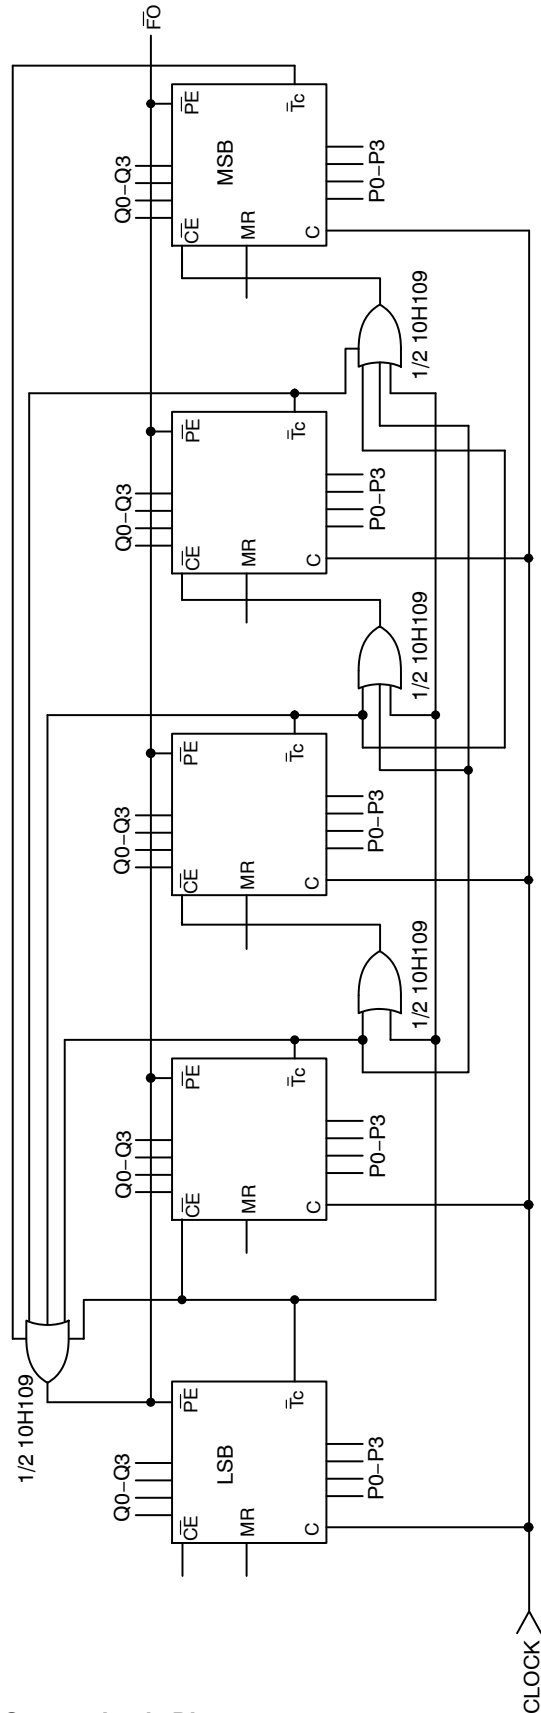 1/2 10H109
F̅O
Q0–Q3
C̅E
P̅E
LSB
MR
C
T̅c
P0–P3
Q0–Q3
C̅E
P̅E
MR
C
T̅c
P0–P3
1/2 10H109
Q0–Q3
C̅E
P̅E
MR
C
T̅c
P0–P3
1/2 10H109
Q0–Q3
C̅E
P̅E
MR
C
T̅c
P0–P3
1/2 10H109
Q0–Q3
C̅E
P̅E
MSB
MR
C
T̅c
P0–P3
CLOCK